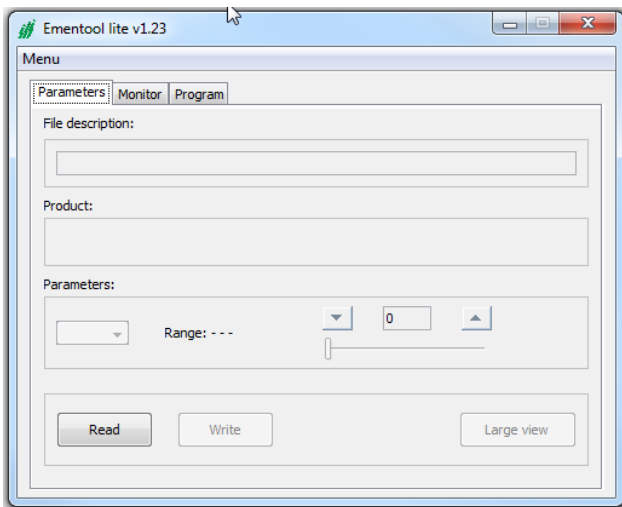 Ementool lite v1.23
Menu
Parameters Monitor Program
File description:
Product:
Parameters:
Range: - - - 0
Read Write Large view